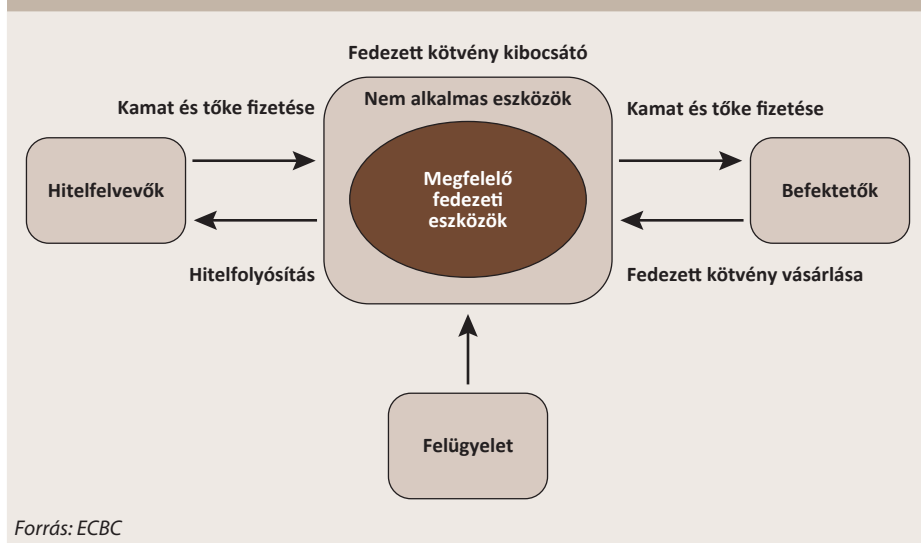 Fedezett kötvény kibocsátó
Nem alkalmas eszközök
Kamat és tőke fizetése
Kamat és tőke fizetése
Hitelfelvevők
Megfelelő
fedezeti
eszközök
Befektetők
Hitelfolyósítás
Fedezett kötvény vásárlása
Felügyelet
Forrás: ECBC